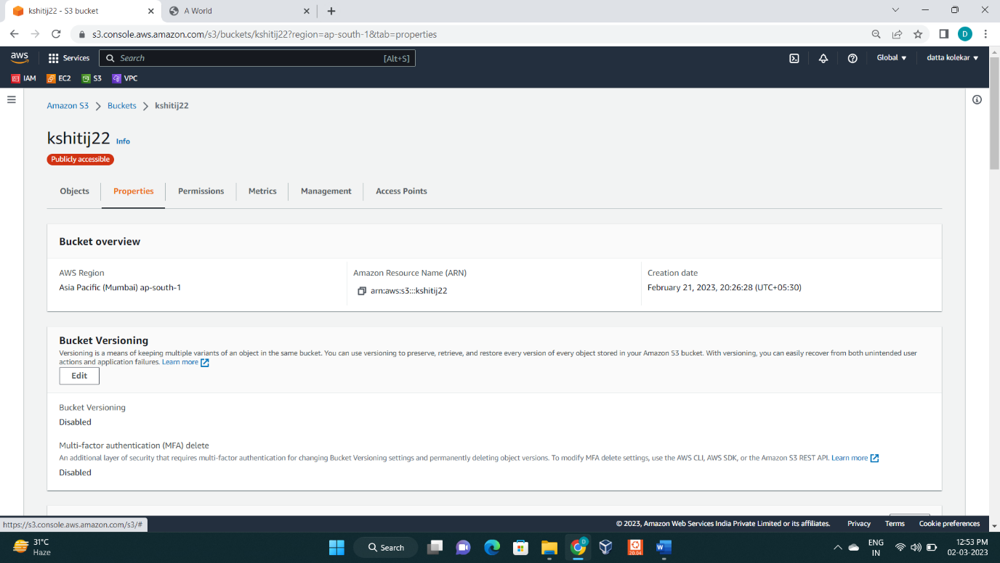 kshitij22 - S3 bucket
A World
s3.console.aws.amazon.com/s3/buckets/kshitij22?region=ap-south-1&tab=properties
D
aws
Services
Search
[Alt+S]
Global
datta kolekar
IAM
EC2
S3
VPC
Amazon S3
Buckets
kshitij22
kshitij22 Info
Publicly accessible
Objects
Properties
Permissions
Metrics
Management
Access Points
Bucket overview
AWS Region
Asia Pacific (Mumbai) ap-south-1
Amazon Resource Name (ARN)
arn:aws:s3:::kshitij22
Creation date
February 21, 2023, 20:26:28 (UTC+05:30)
Bucket Versioning
Versioning is a means of keeping multiple variants of an object in the same bucket. You can use versioning to preserve, retrieve, and restore every version of every object stored in your Amazon S3 bucket. With versioning, you can easily recover from both unintended user
actions and application failures. Learn more
Edit
Bucket Versioning
Disabled
Multi-factor authentication (MFA) delete
An additional layer of security that requires multi-factor authentication for changing Bucket Versioning settings and permanently deleting object versions. To modify MFA delete settings, use the AWS CLI, AWS SDK, or the Amazon S3 REST API. Learn more
Disabled
https://s3.console.aws.amazon.com/s3/#
© 2023, Amazon Web Services India Private Limited or its affiliates.
Privacy
Terms
Cookie preferences
31°C
Haze
Search
D
20.04
W
ENG
IN
12:53 PM
02-03-2023